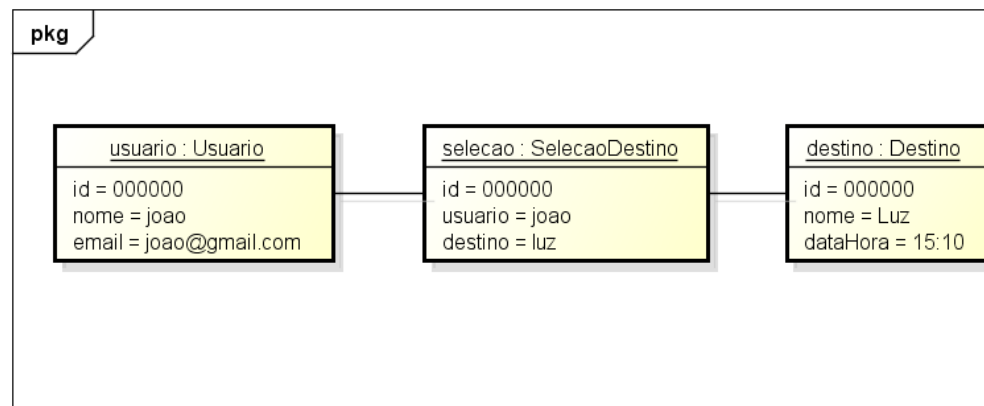 pkg
usuario : Usuario
id = 000000
nome = joao
email = joao@gmail.com
selecao : SelecaoDestino
id = 000000
usuario = joao
destino = luz
destino : Destino
id = 000000
nome = Luz
dataHora = 15:10